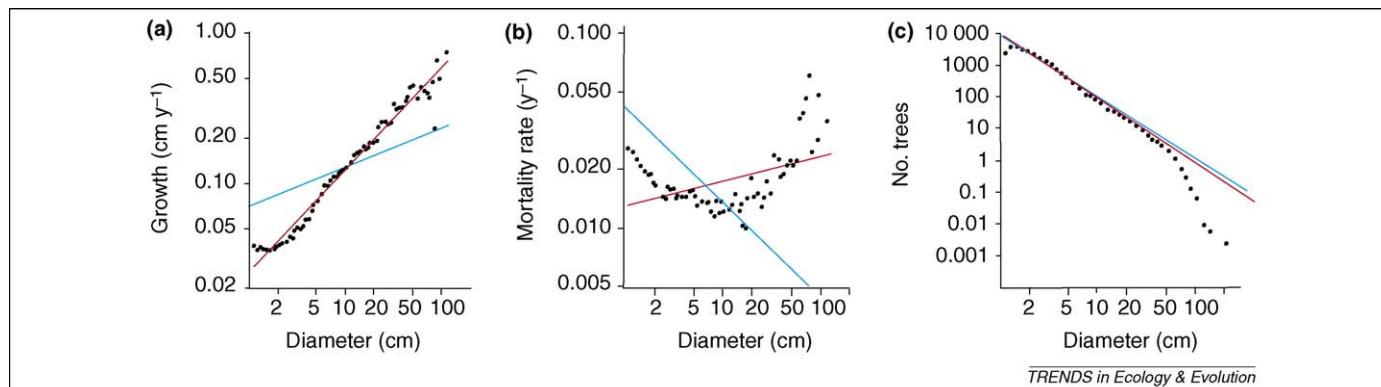 (a)
1.00
0.50
0.20
0.10
0.05
0.02
Growth (cm y–1)
2 5 10 20 50 100
Diameter (cm)
(b)
0.100
0.050
0.020
0.010
0.005
Mortality rate (y–1)
2 5 10 20 50 100
Diameter (cm)
(c)
10 000
1000
100
10
1
0.1
0.01
0.001
No. trees
2 5 10 20 50 100
Diameter (cm)
TRENDS in Ecology & Evolution